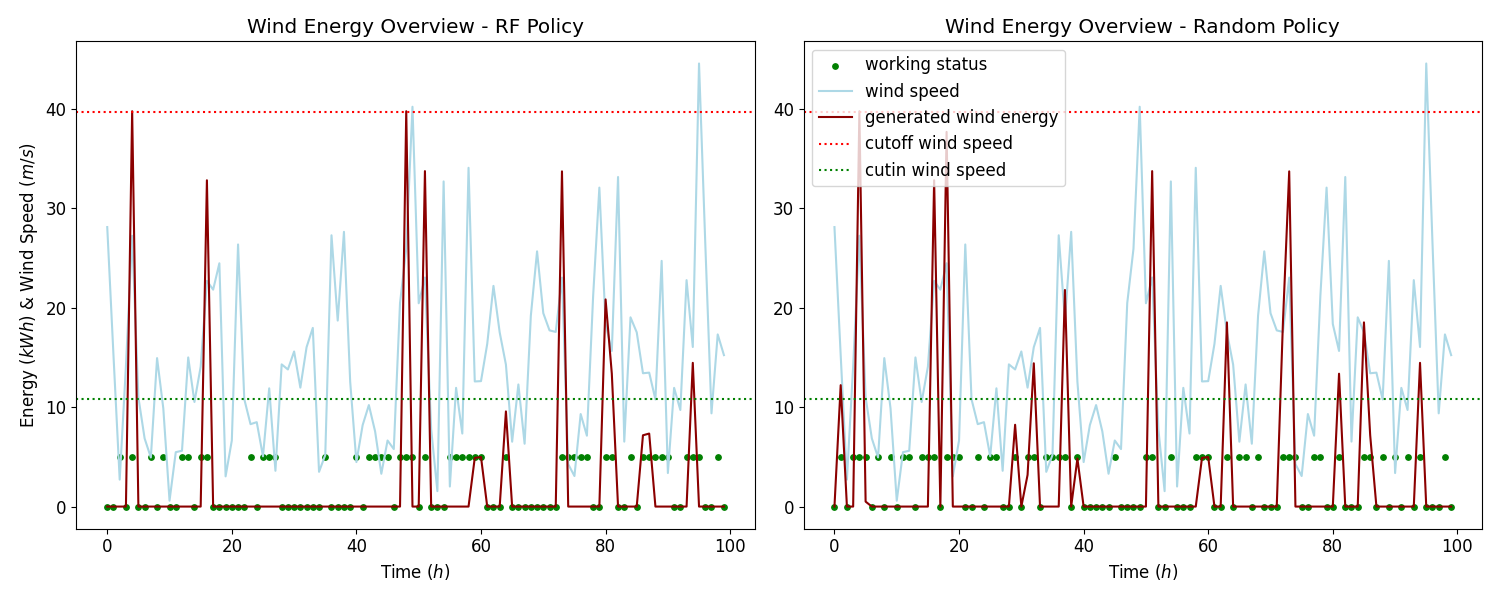 Wind Energy Overview - RF Policy
Energy (kWh) & Wind Speed (m/s)
40
30
20
10
0
0 20 40 60 80 100
Time (h)
Wind Energy Overview - Random Policy
working status
wind speed
generated wind energy
cutoff wind speed
cutin wind speed
40
30
20
10
0
0 20 40 60 80 100
Time (h)